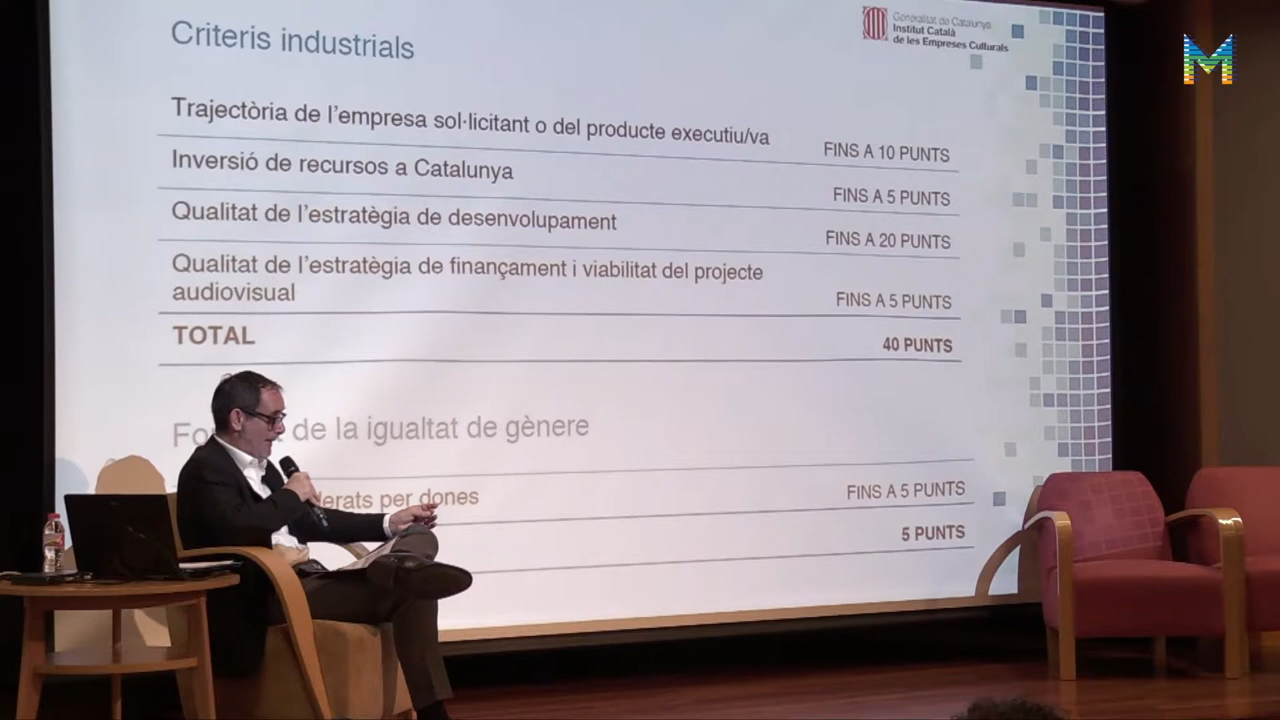 Criteris industrials
Generalitat de Catalunya
Institut Català
de les Empreses Culturals
M
Trajectòria de l'empresa sol·licitant o del producte executiu/va
FINS A 10 PUNTS
Inversió de recursos a Catalunya
FINS A 5 PUNTS
Qualitat de l'estratègia de desenvolupament
FINS A 20 PUNTS
Qualitat de l'estratègia de finançament i viabilitat del projecte
audiovisual
FINS A 5 PUNTS
TOTAL
40 PUNTS
de la igualtat de gènere
per dones
FINS A 5 PUNTS
5 PUNTS